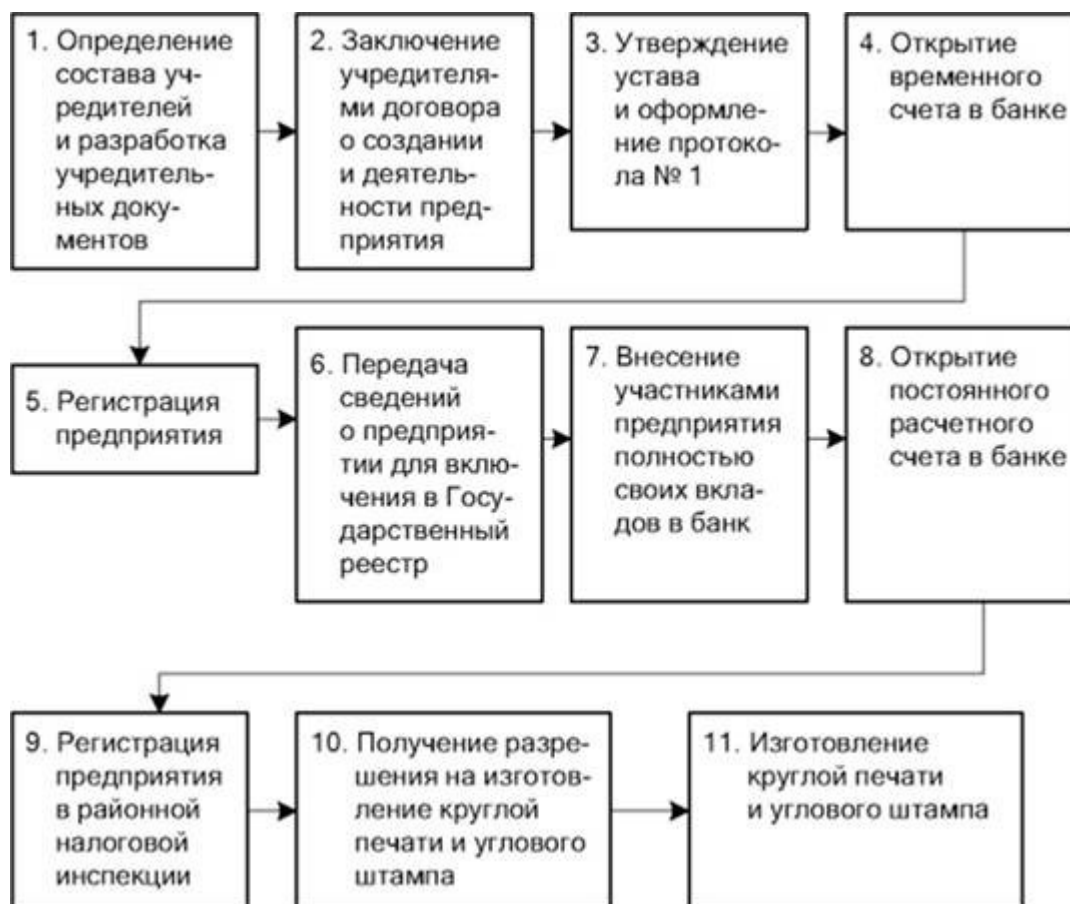 1. Определение
состава уч-
редителей
и разработка
учредитель-
ных доку-
ментов
2. Заключение
учредителя-
ми договора
о создании
и деятель-
ности пред-
приятия
3. Утверждение
устава
и оформле-
ние протоко-
ла № 1
4. Открытие
временного
счета в банке
5. Регистрация
предприятия
6. Передача
сведений
о предприя-
тии для вклю-
чения в Госу-
дарственный
реестр
7. Внесение
участниками
предприятия
полностью
своих вкла-
дов в банк
8. Открытие
постоянного
расчетного
счета в банке
9. Регистрация
предприятия
в районной
налоговой
инспекции
10. Получение разре-
шения на изготов-
ление круглой
печати и углового
штампа
11. Изготовление
круглой печати
и углового штампа